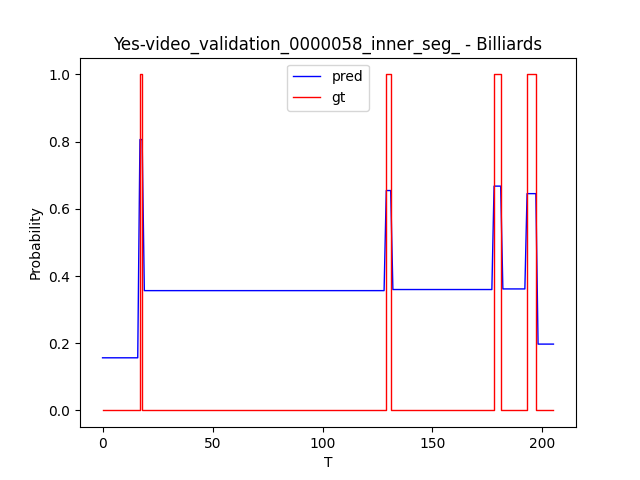 Yes-video_validation_0000058_inner_seg_ - Billiards
pred
gt
1.0
0.8
0.6
0.4
0.2
0.0
Probability
0
50
100
150
200
T